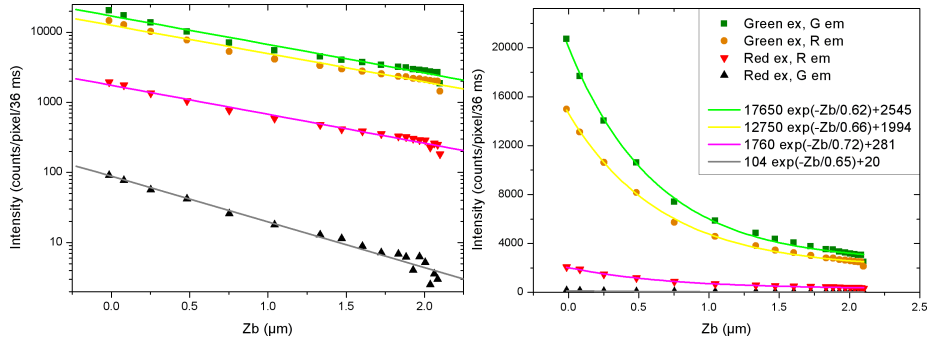 10000
1000
100
10
0.0
0.5
1.0
1.5
2.0
Zb (µm)
Intensity (counts/pixel/36 ms)
20000
16000
12000
8000
4000
0
0.0
0.5
1.0
1.5
2.0
2.5
Zb (µm)
Intensity (counts/pixel/36 ms)
Green ex, G em
Green ex, R em
Red ex, R em
Red ex, G em
17650 exp(-Zb/0.62)+2545
12750 exp(-Zb/0.66)+1994
1760 exp(-Zb/0.72)+281
104 exp(-Zb/0.65)+20